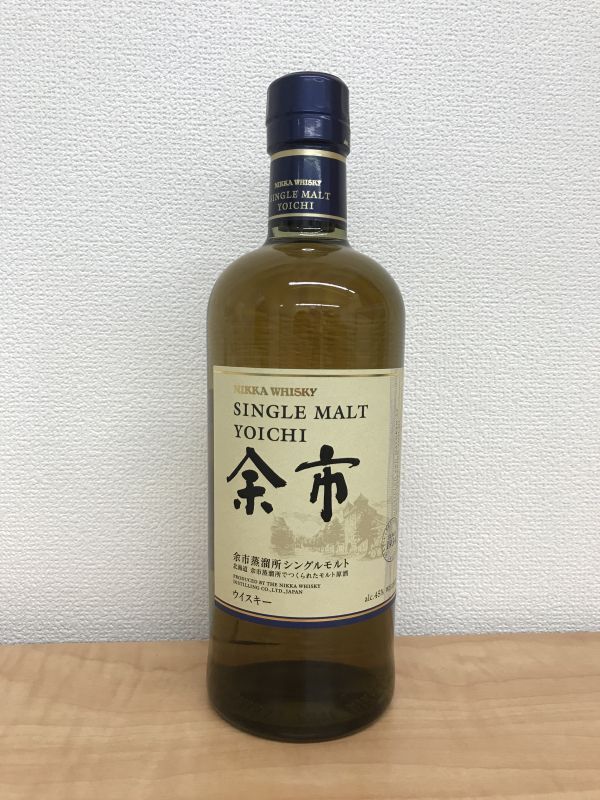 NIKKA WHISKY
SINGLE MALT
YOICHI
NIKKA WHISKY
SINGLE MALT
YOICHI
余市
余市蒸溜所シングルモルト
北海道 余市蒸溜所でつくられたモルト原酒
PRODUCED BY THE NIKKA WHISKY
DISTILLING CO.,LTD.,JAPAN
ウイスキー
alc.45%